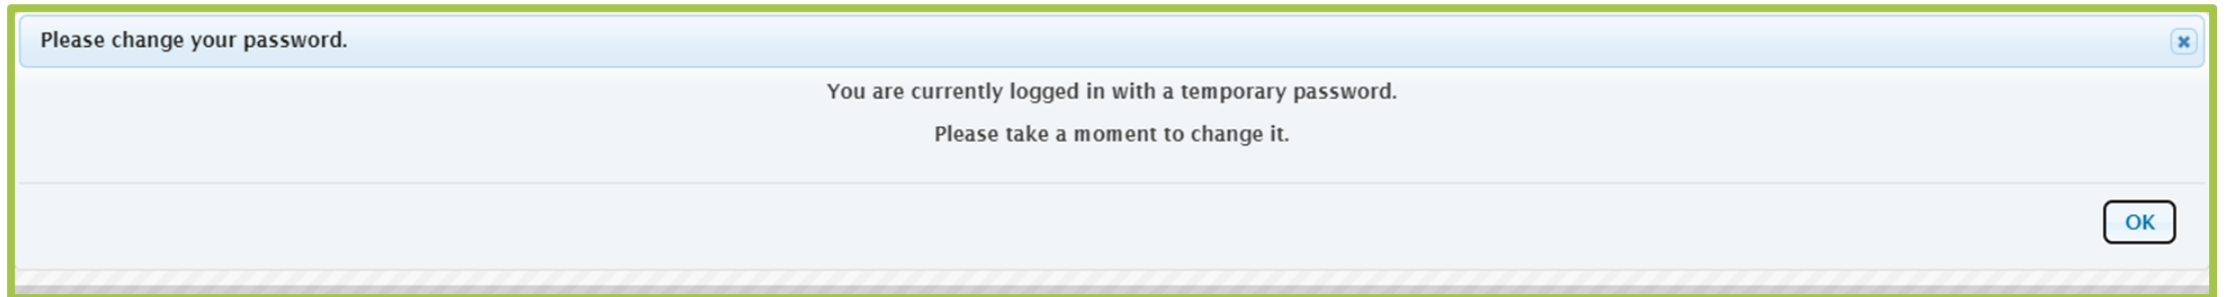 Please change your password.
You are currently logged in with a temporary password.
Please take a moment to change it.
OK